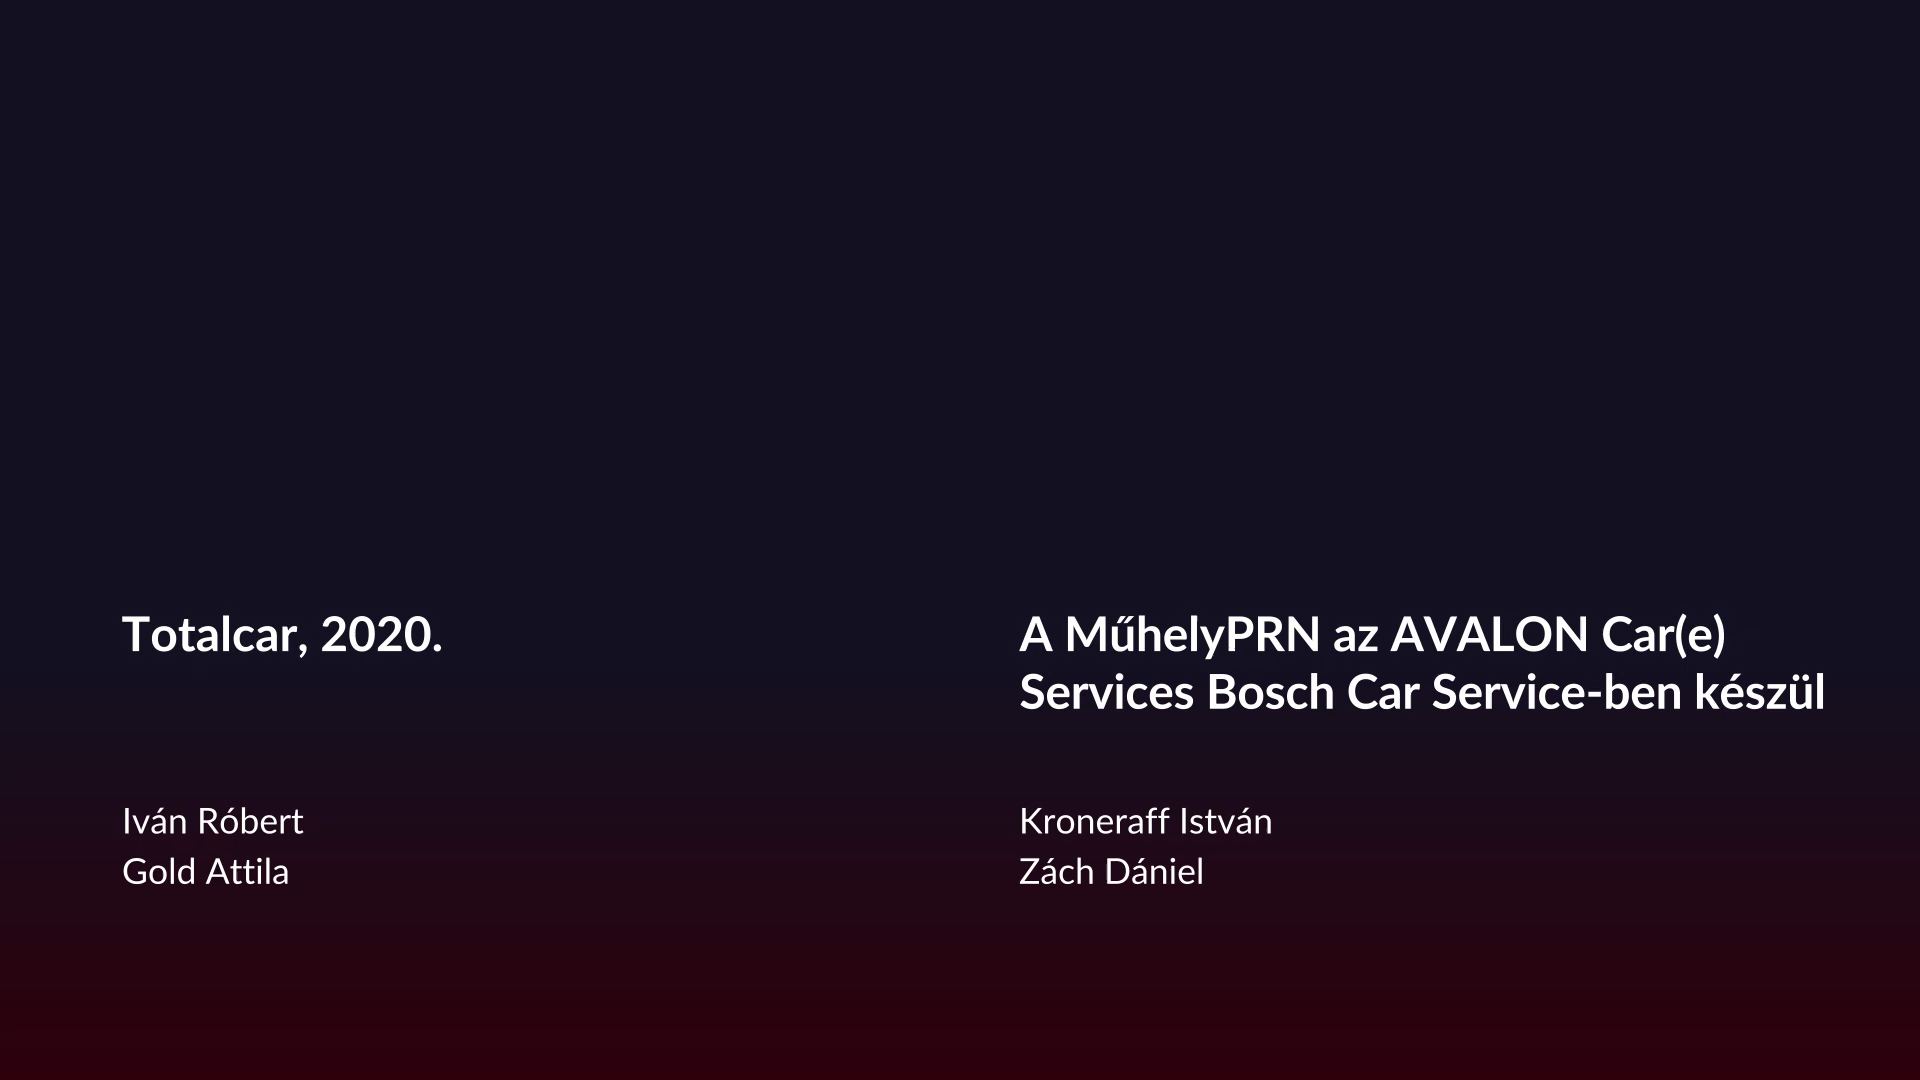 Totalcar, 2020.
Iván Róbert
Gold Attila
A MűhelyPRN az AVALON Car(e)
Services Bosch Car Service-ben készül
Kroneraff István
Zách Dániel